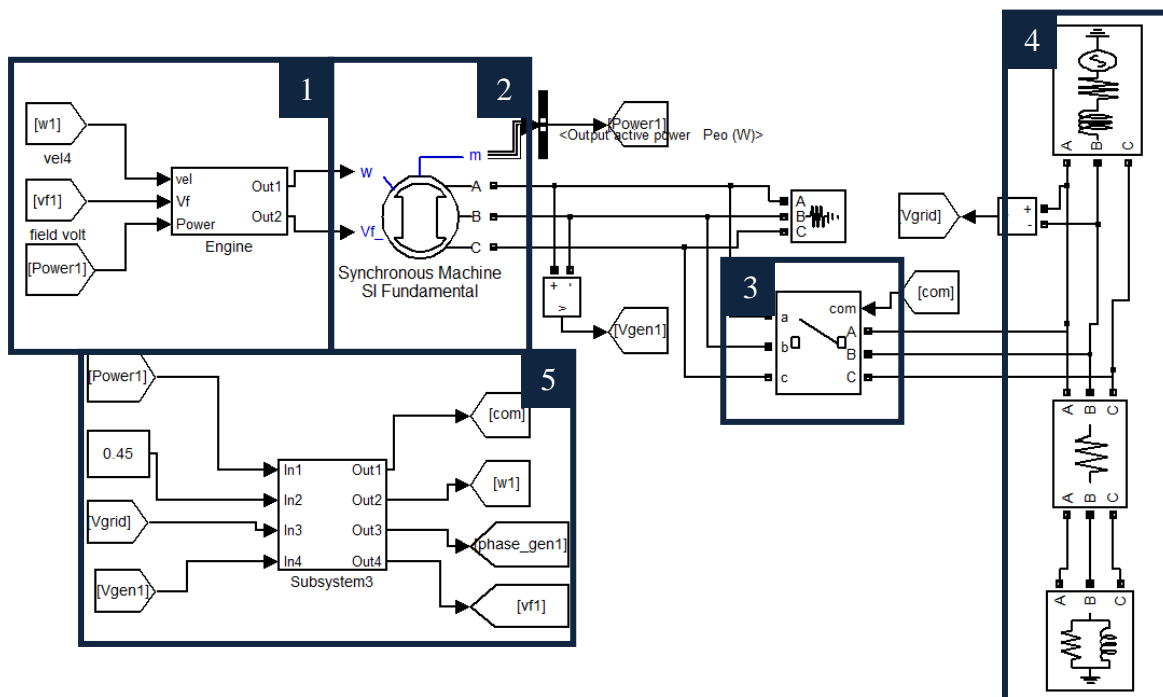 1
[w1]
vel4
[vf1]
field volt
[Power1]
vel
Vf
Power
Out1
Out2
Engine
2
w
Vf_
m
A
B
C
Synchronous Machine
SI Fundamental
<Output active power Peo (W)>
[Power1]
+
-
v
[Vgen1]
A
B
C
3
[com]
com
a
b
c
A
B
C
4
S
A
B
C
[Vgrid]
+
-
A
B
C
A
B
C
A
B
C
5
[Power1]
0.45
[Vgrid]
[Vgen1]
In1
In2
In3
In4
Out1
Out2
Out3
Out4
Subsystem3
[com]
[w1]
[phase_gen1]
[vf1]